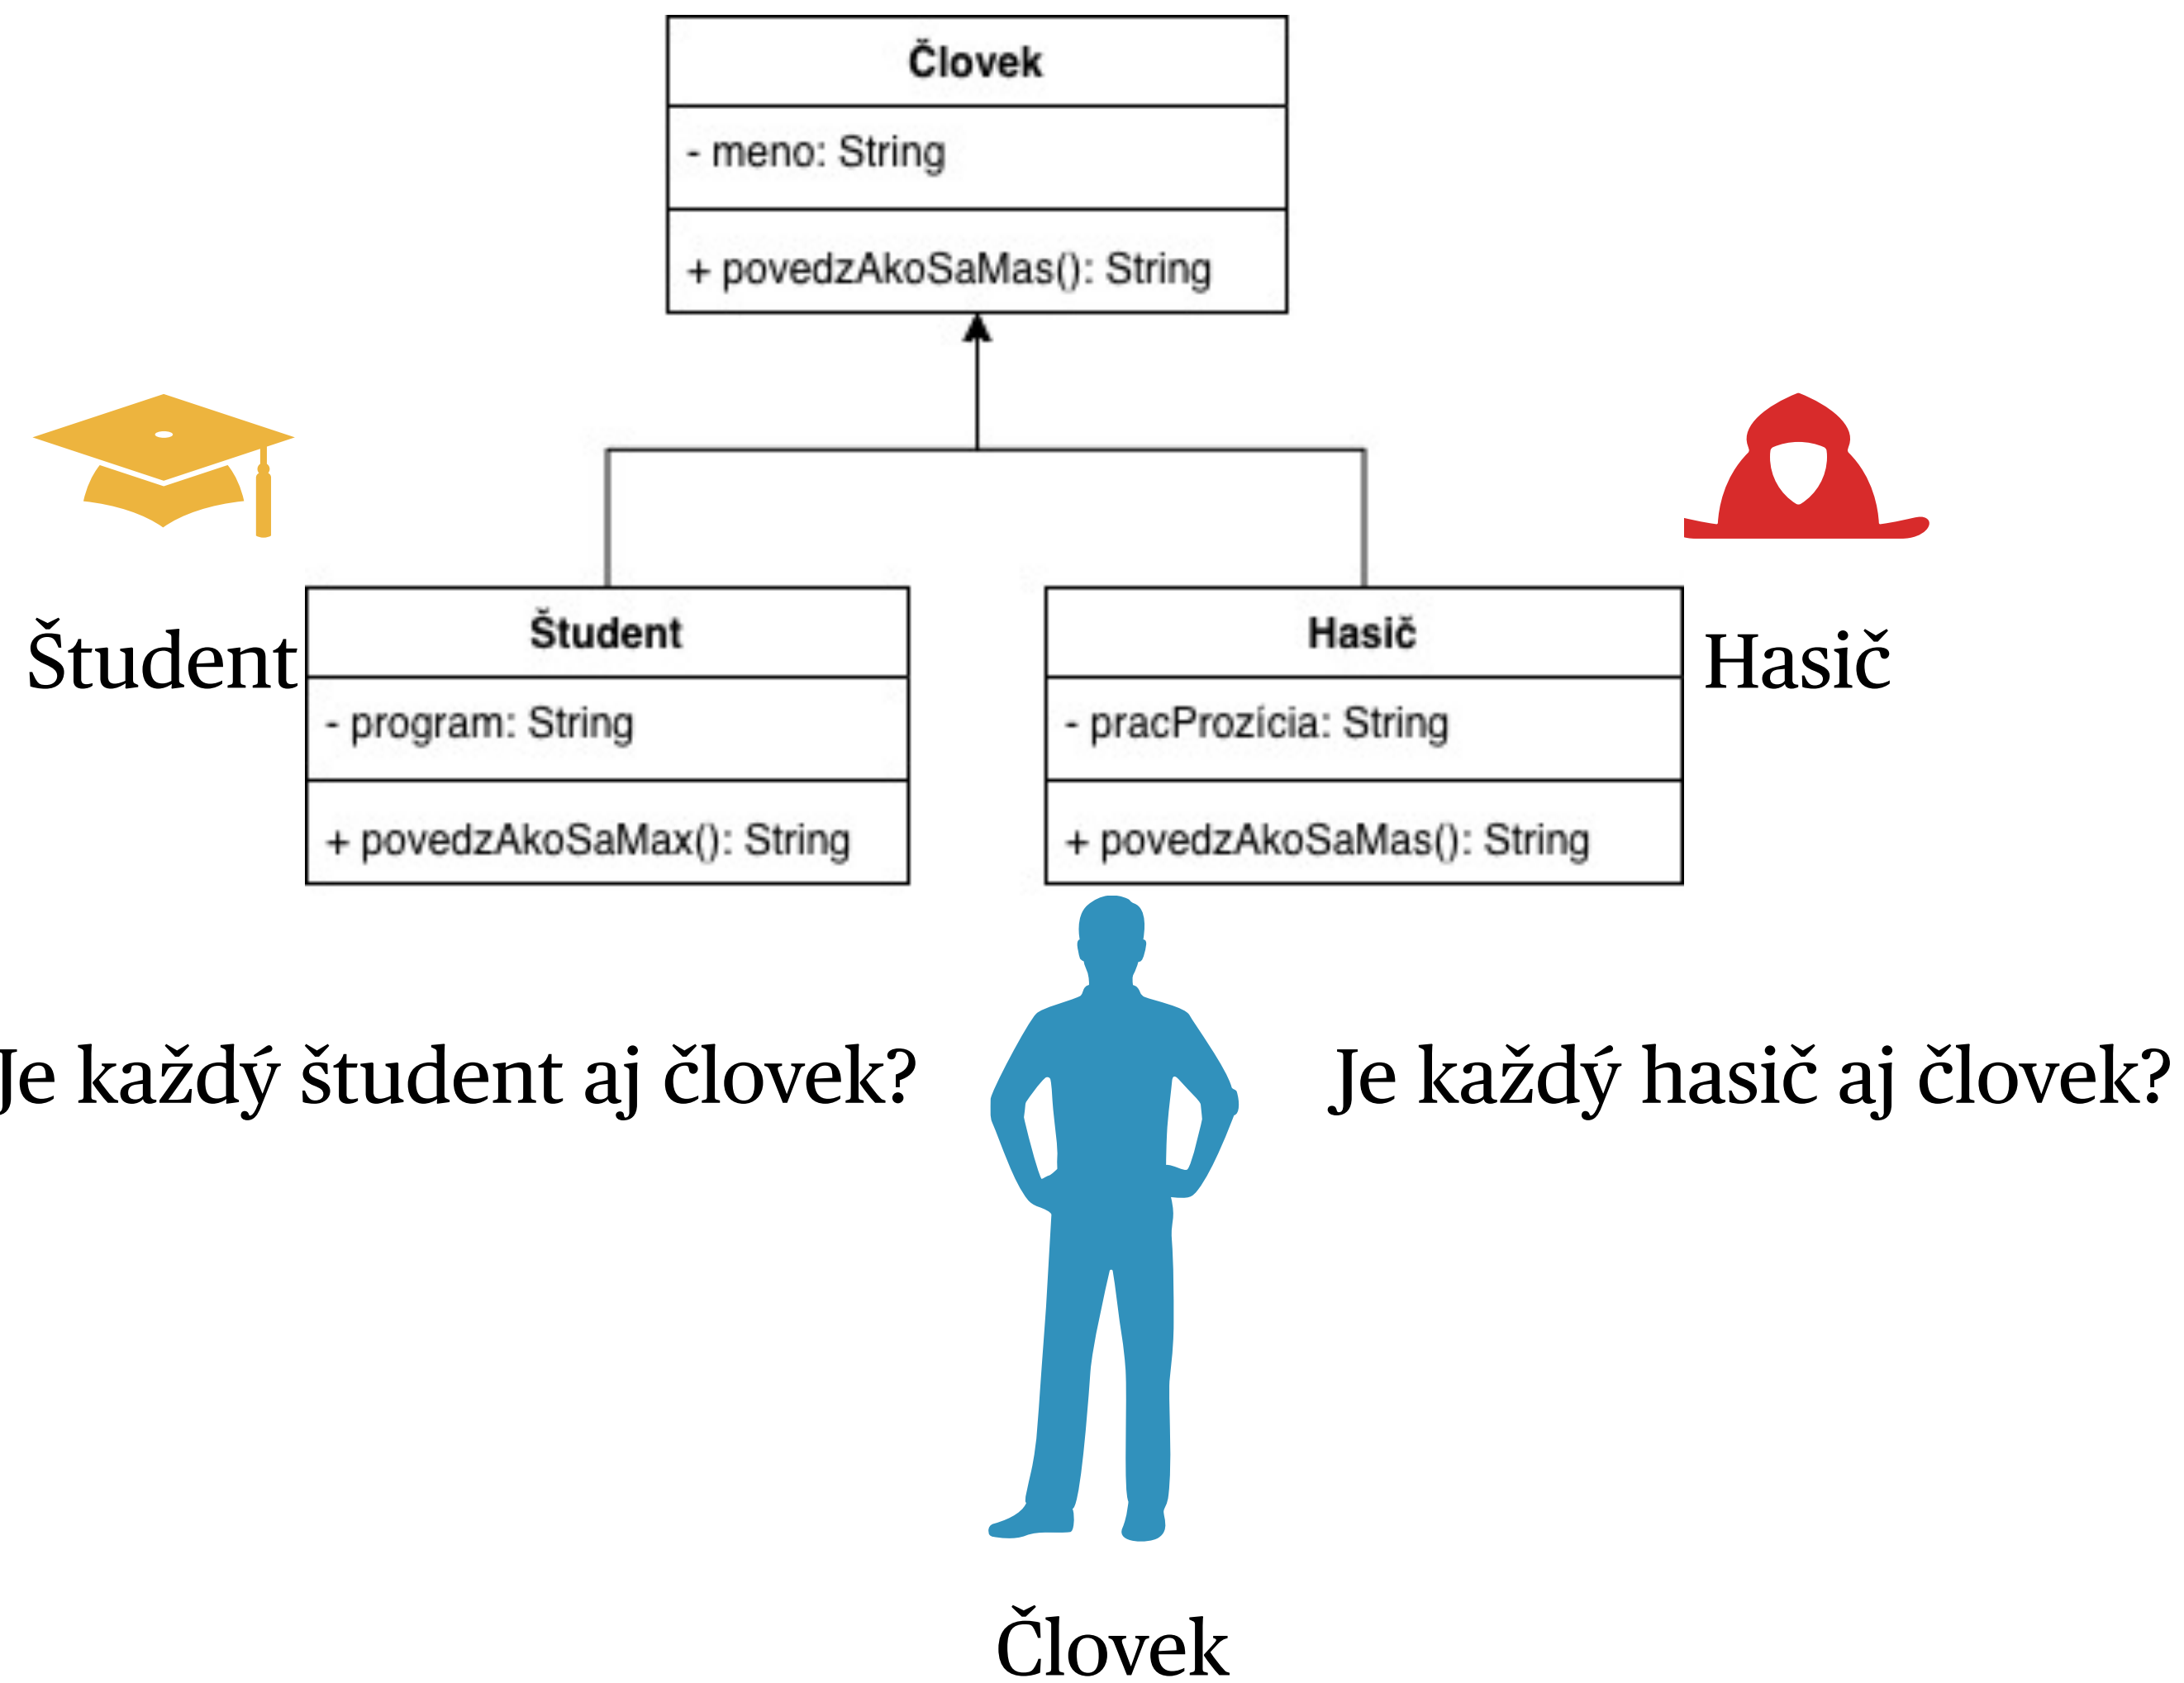 Človek
- meno: String
+ povedzAkoSaMas(): String
Študent
Študent
- program: String
+ povedzAkoSaMax(): String
Hasič
- pracProzícia: String
+ povedzAkoSaMas(): String
Hasič
Je každý študent aj človek?
Je každý hasič aj človek?
Človek